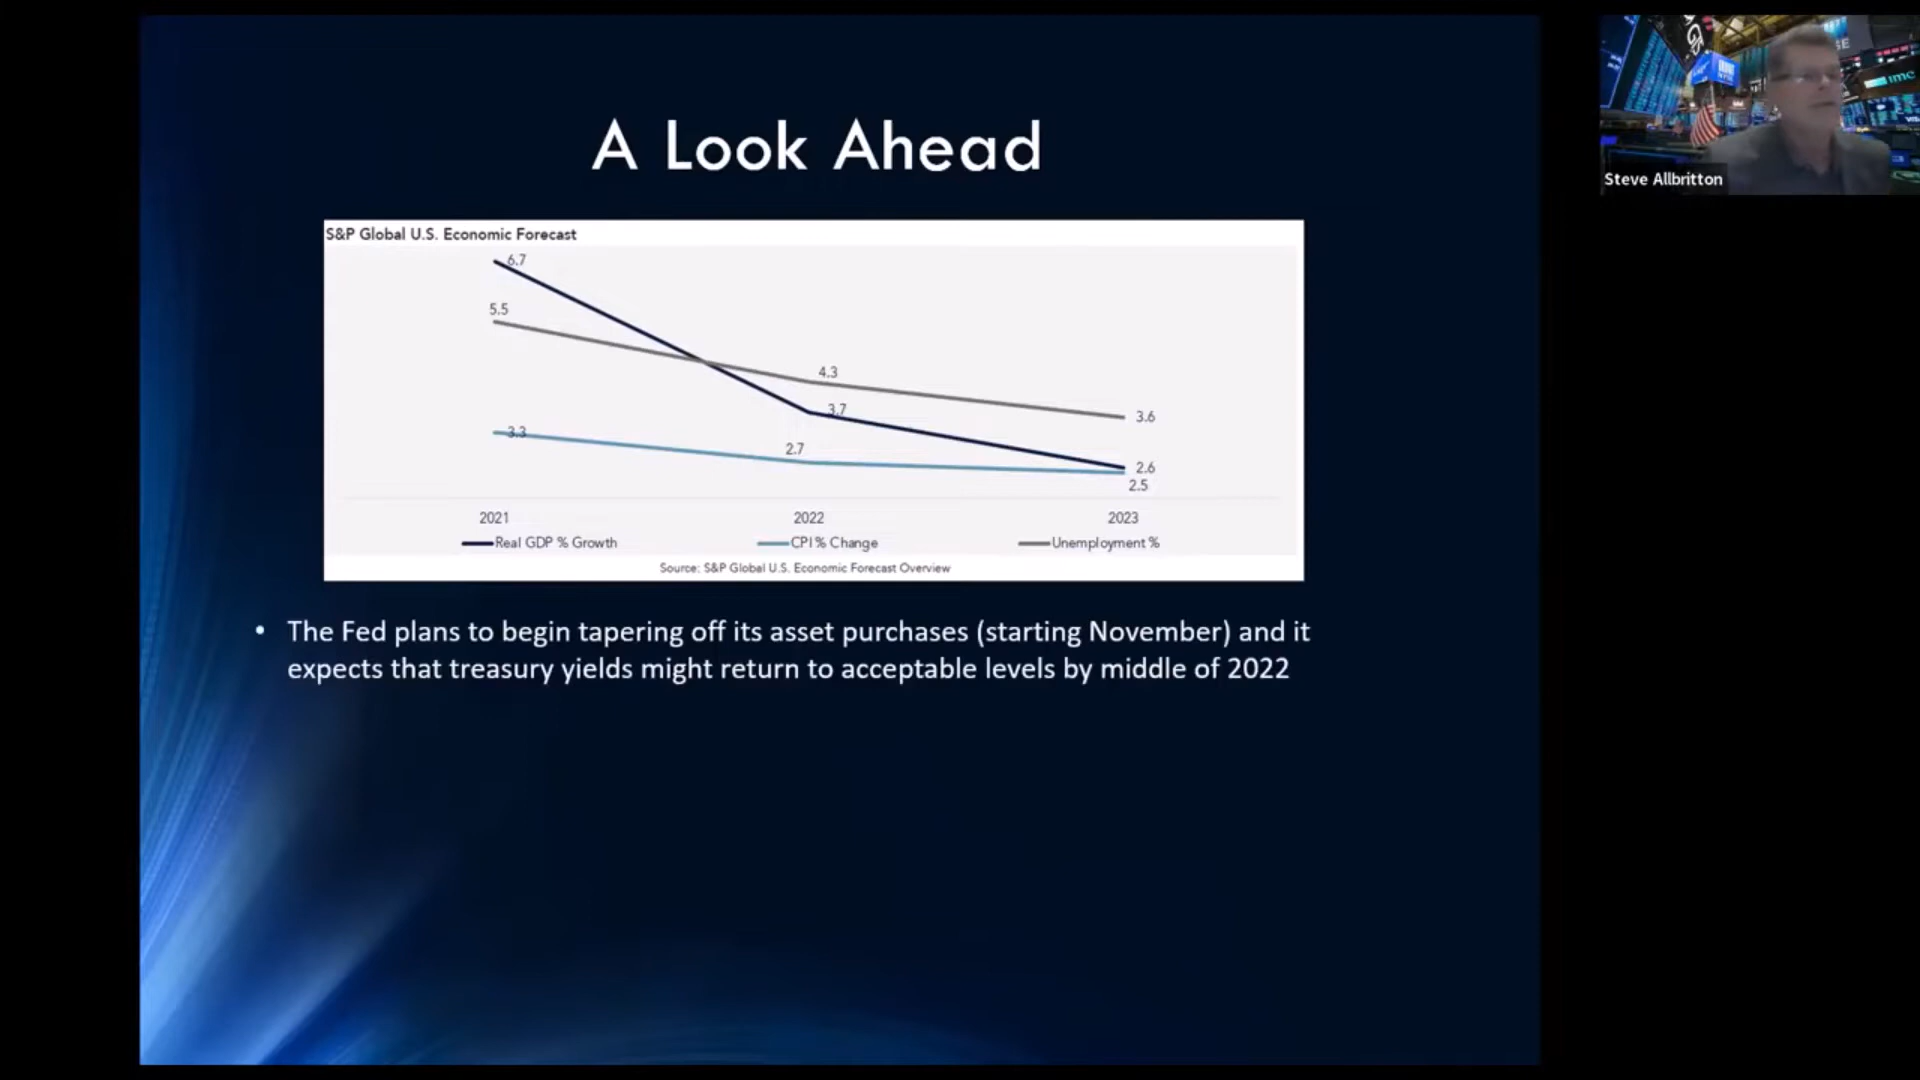 A Look Ahead
S&P Global U.S. Economic Forecast
6.7
5.5
4.3
3.7
3.6
3.3
2.7
2.6
2.5
2021 2022 2023
Real GDP % Growth CPI % Change Unemployment %
Source: S&P Global U.S. Economic Forecast Overview
• The Fed plans to begin tapering off its asset purchases (starting November) and it
expects that treasury yields might return to acceptable levels by middle of 2022
imc
Steve Allbritton